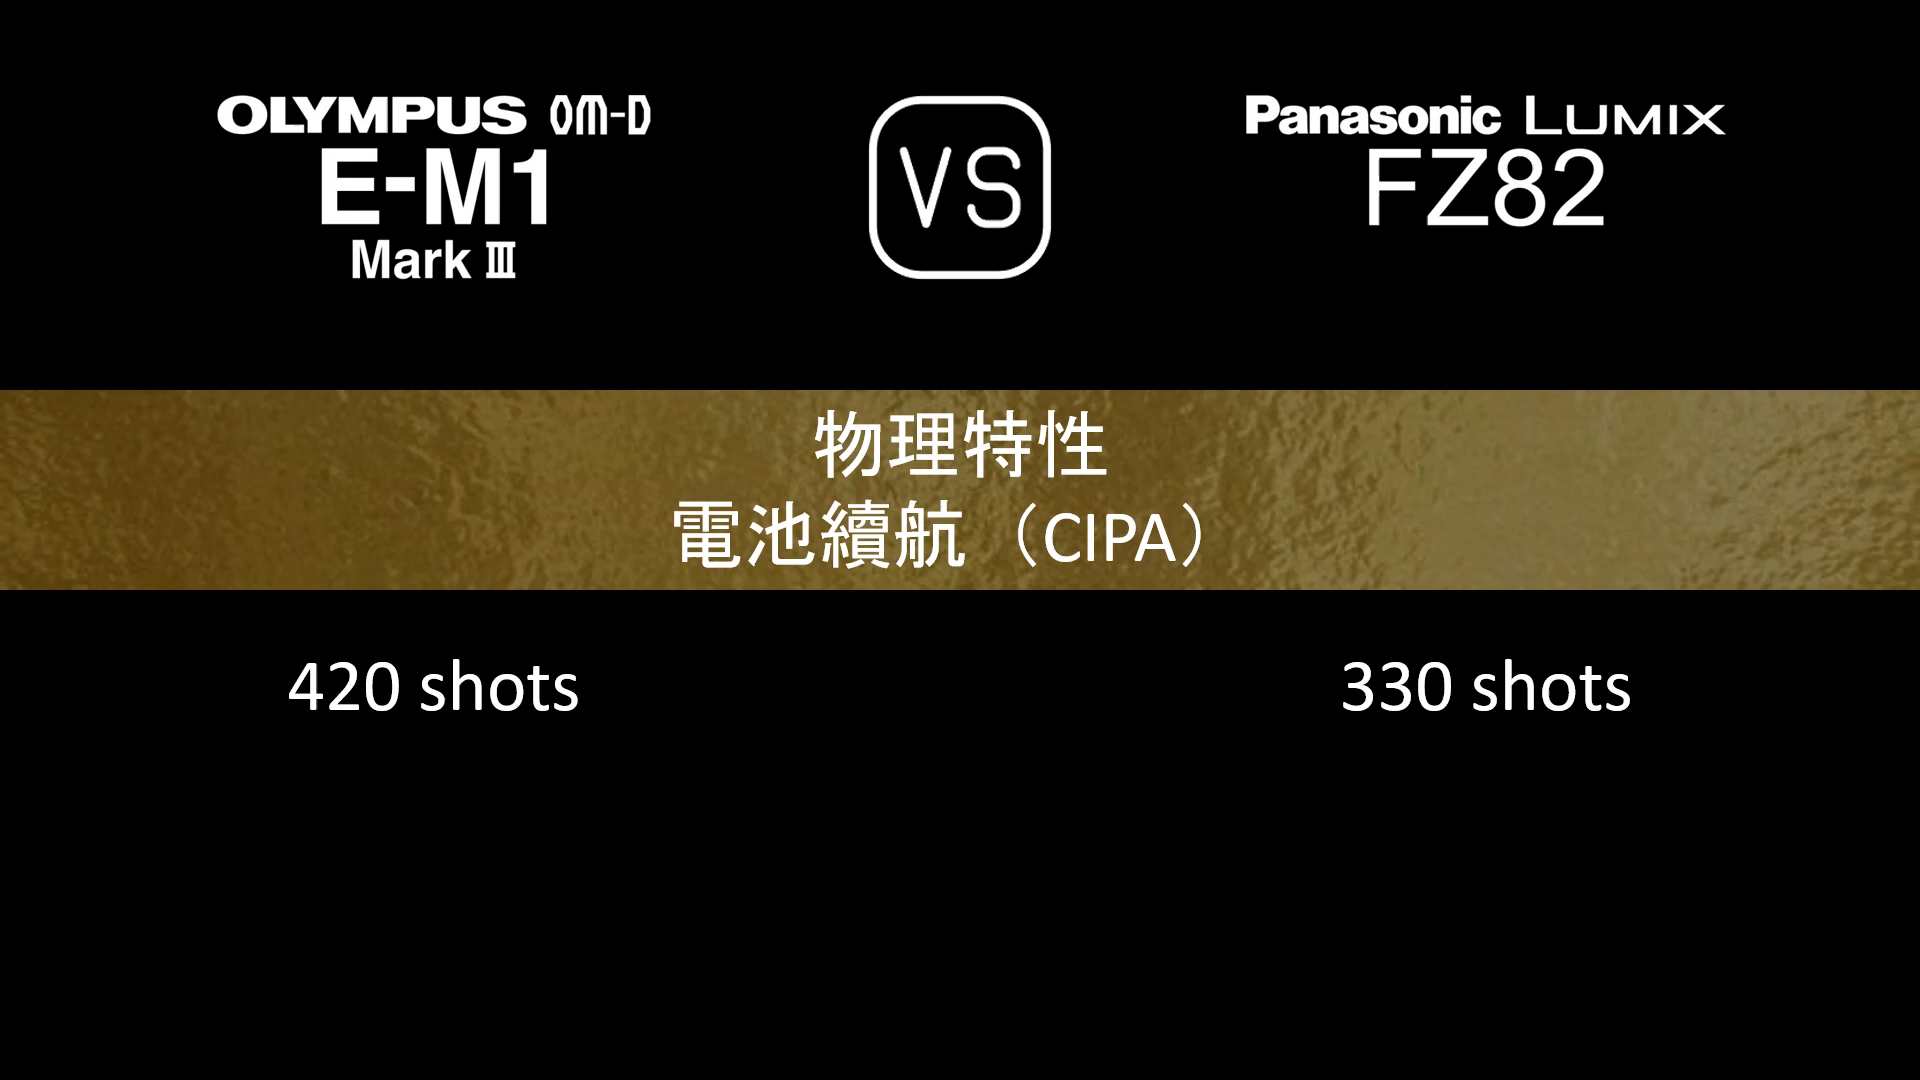 OLYMPUS OM-D
E-M1
Mark III
VS
Panasonic LUMIX
FZ82
物理特性
電池續航（CIPA）
420 shots
330 shots